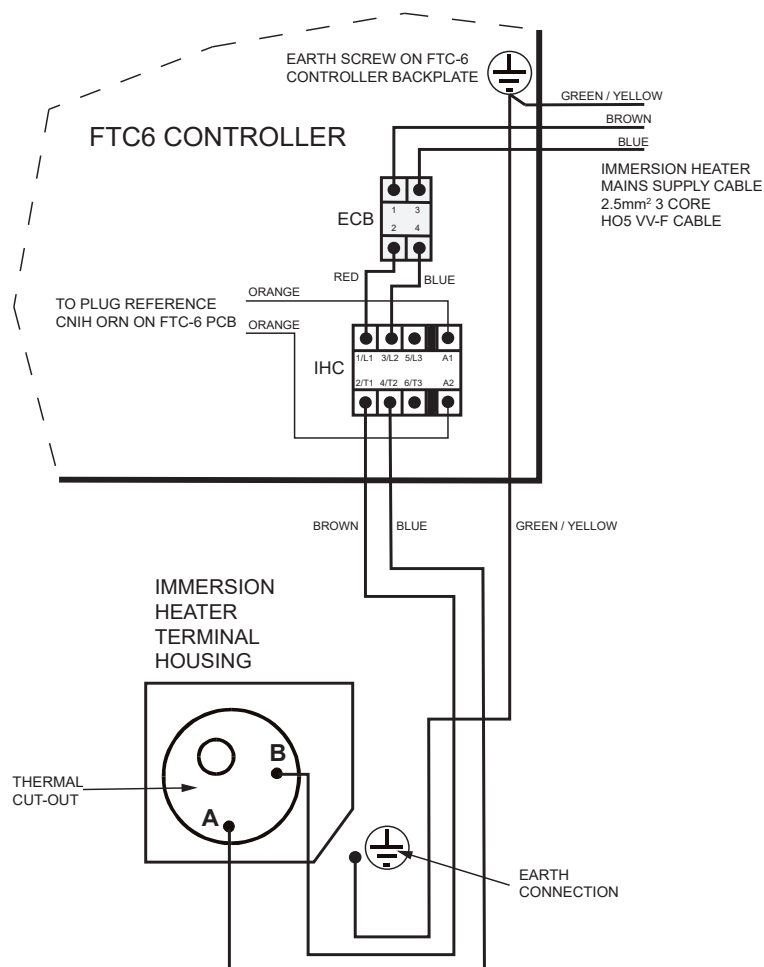 EARTH SCREW ON FTC-6
CONTROLLER BACKPLATE
GREEN / YELLOW
BROWN
BLUE
FTC6 CONTROLLER
IMMERSION HEATER
MAINS SUPPLY CABLE
2.5mm² 3 CORE
HO5 VV-F CABLE
ECB
1 3
2 4
RED
BLUE
ORANGE
TO PLUG REFERENCE
CNIH ORN ON FTC-6 PCB
ORANGE
IHC
1/L1 3/L2 5/L3 A1
2/T1 4/T2 6/T3 A2
BROWN
BLUE
GREEN / YELLOW
IMMERSION
HEATER
TERMINAL
HOUSING
B
THERMAL
CUT-OUT
A
EARTH
CONNECTION